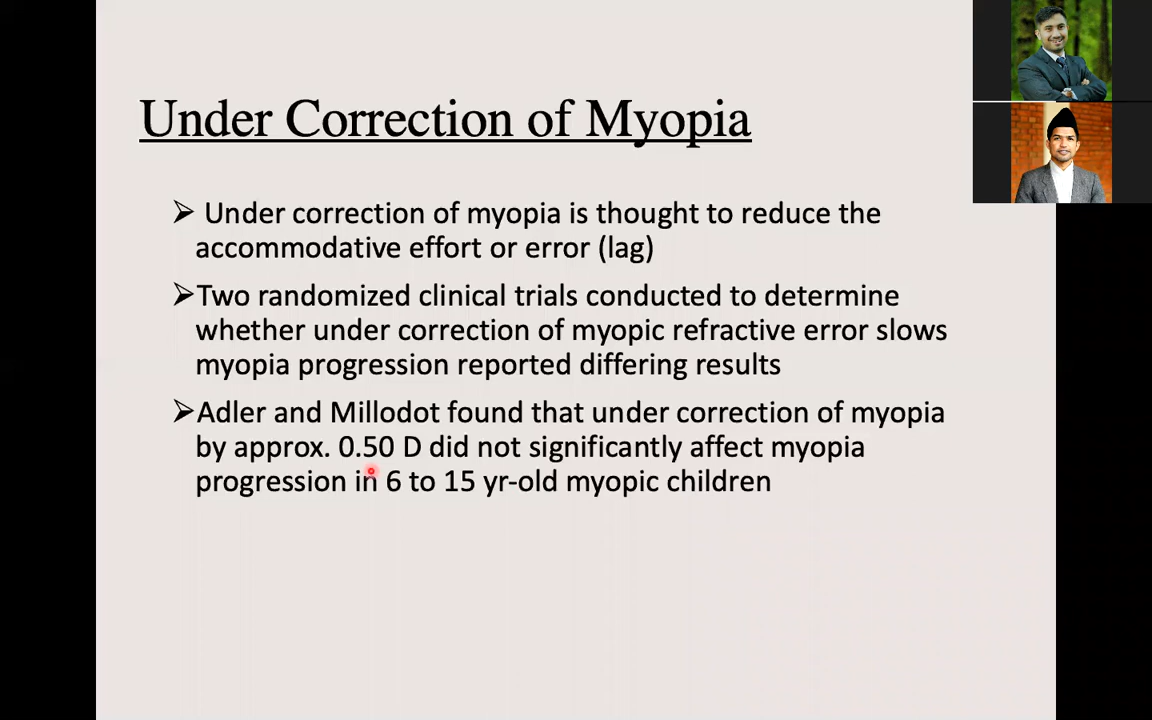 Under Correction of Myopia
➢ Under correction of myopia is thought to reduce the
accommodative effort or error (lag)
➢Two randomized clinical trials conducted to determine
whether under correction of myopic refractive error slows
myopia progression reported differing results
➢Adler and Millodot found that under correction of myopia
by approx. 0.50 D did not significantly affect myopia
progression in 6 to 15 yr-old myopic children